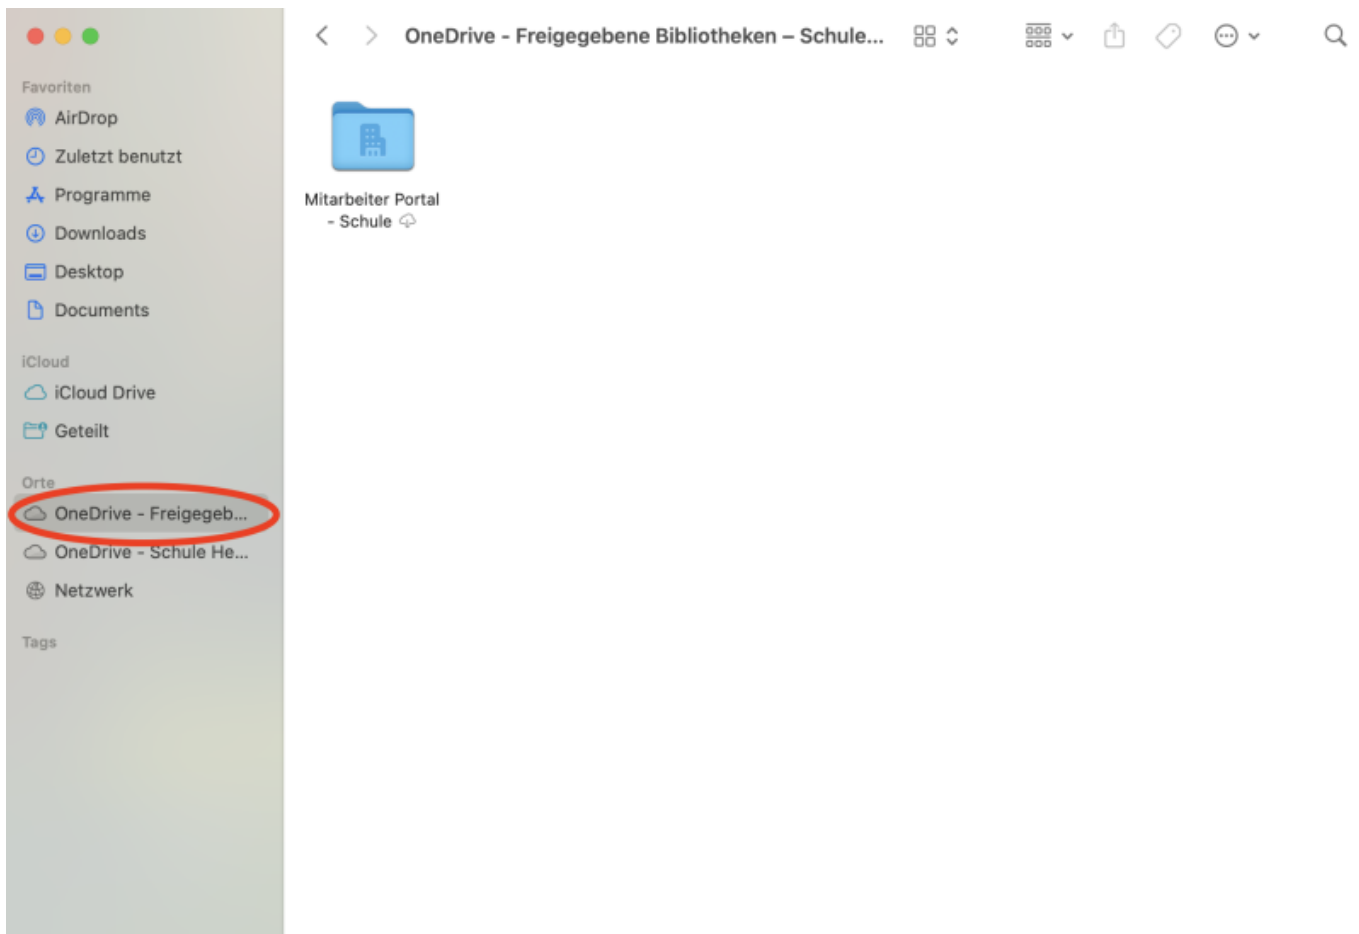 OneDrive - Freigegebene Bibliotheken – Schule...
Favoriten
AirDrop
Zuletzt benutzt
Programme
Downloads
Desktop
Documents
iCloud
iCloud Drive
Geteilt
Orte
OneDrive - Freigegeb...
OneDrive - Schule He...
Netzwerk
Tags
Mitarbeiter Portal
- Schule